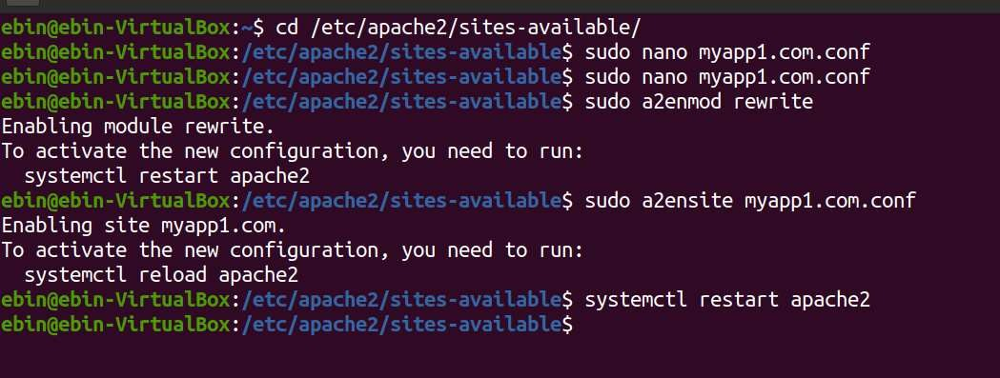 ebin@ebin-VirtualBox:~$ cd /etc/apache2/sites-available/
ebin@ebin-VirtualBox:/etc/apache2/sites-available$ sudo nano myapp1.com.conf
ebin@ebin-VirtualBox:/etc/apache2/sites-available$ sudo nano myapp1.com.conf
ebin@ebin-VirtualBox:/etc/apache2/sites-available$ sudo a2enmod rewrite
Enabling module rewrite.
To activate the new configuration, you need to run:
  systemctl restart apache2
ebin@ebin-VirtualBox:/etc/apache2/sites-available$ sudo a2ensite myapp1.com.conf
Enabling site myapp1.com.
To activate the new configuration, you need to run:
  systemctl reload apache2
ebin@ebin-VirtualBox:/etc/apache2/sites-available$ systemctl restart apache2
ebin@ebin-VirtualBox:/etc/apache2/sites-available$